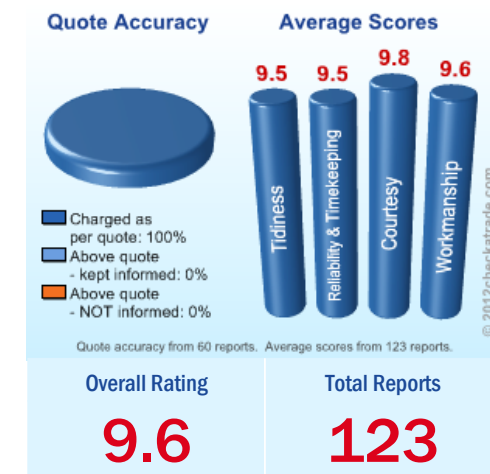 Quote Accuracy
Average Scores
9.5
9.5
9.8
9.6
Tidiness
Reliability & Timekeeping
Courtesy
Workmanship
Charged as
per quote: 100%
Above quote
- kept informed: 0%
Above quote
- NOT informed: 0%
© 2012checkatrade.com
Quote accuracy from 60 reports. Average scores from 123 reports.
Overall Rating
Total Reports
9.6
123